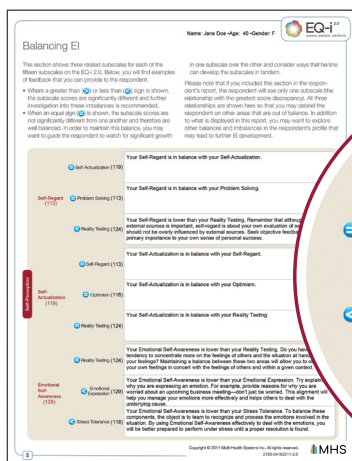 Name: Jane Doe •Age: 40 •Gender: F
EQ-i 2.0
Balancing EI
This section shows three related subscales for each of the
fifteen subscales on the EQ-i 2.0. Below, you will find examples
of feedback that you can provide to the respondent.
• Where a greater than (>) or less than (<) sign is shown,
the subscale scores are significantly different and further
investigation into these imbalances is recommended.
• When an equal sign (=) is shown, the subscale scores are
not significantly different from one another and therefore are
well balanced. In order to maintain this balance, you may
want to guide the respondent to watch for significant growth
in one subscale over the other and consider ways that he/she
can develop the subscales in tandem.
Please note that if you included this section in the respon-
dent's report, the respondent will see only one subscale (the
relationship with the greatest score discrepancy). All three
relationships are shown here so that you may debrief the
respondent on other areas that are out of balance. In addition
to what is displayed in this report, you may want to explore
other balances and imbalances in the respondent's profile that
may lead to further EI development.
Self-Perception
Self-Regard
(113)
= Self-Actualization (119)
Your Self-Regard is in balance with your Self-Actualization.
= Problem Solving (113)
Your Self-Regard is in balance with your Problem Solving.
< Reality Testing (124)
Your Self-Regard is lower than your Reality Testing. Remember that althoug
external sources is important, self-regard is about your own evaluation of
should not be overly influenced by external sources. Seek objective feedba
primary importance to your own sense of personal success.
Self-
Actualization
(119)
= Self-Regard (113)
Your Self-Actualization is in balance with your Self-Regard.
= Optimism (118)
Your Self-Actualization is in balance with your Optimism.
= Reality Testing (124)
Your Self-Actualization is in balance with your Reality Testing.
Emotional
Self-
Awareness
(108)
< Reality Testing (124)
Your Emotional Self-Awareness is lower than your Reality Testing. Do you have
tendency to concentrate more on the feelings of others and the situation at hand
your feelings? Maintaining a balance between these two areas will allow you to
your own feelings in concert with the feelings of others and within a given context.
< Emotional Expression (129)
Your Emotional Self-Awareness is lower than your Emotional Expression. Try explain
why you are expressing an emotion. For example, provide reasons for why you are
worried about an upcoming business meeting—don't just be worried. This alignment will
help you manage your emotions more effectively and helps others to deal with the
underlying cause.
< Stress Tolerance (118)
Your Emotional Self-Awareness is lower than your Stress Tolerance. To balance these
components, the object is to learn to recognize and process the emotions involved in the
situation. By using Emotional Self-Awareness effectively to deal with the emotions, you
will be better prepared to perform under stress until a proper resolution is found.
5
Copyright © 2011 Multi-Health Systems Inc. All rights reserved.
MHS